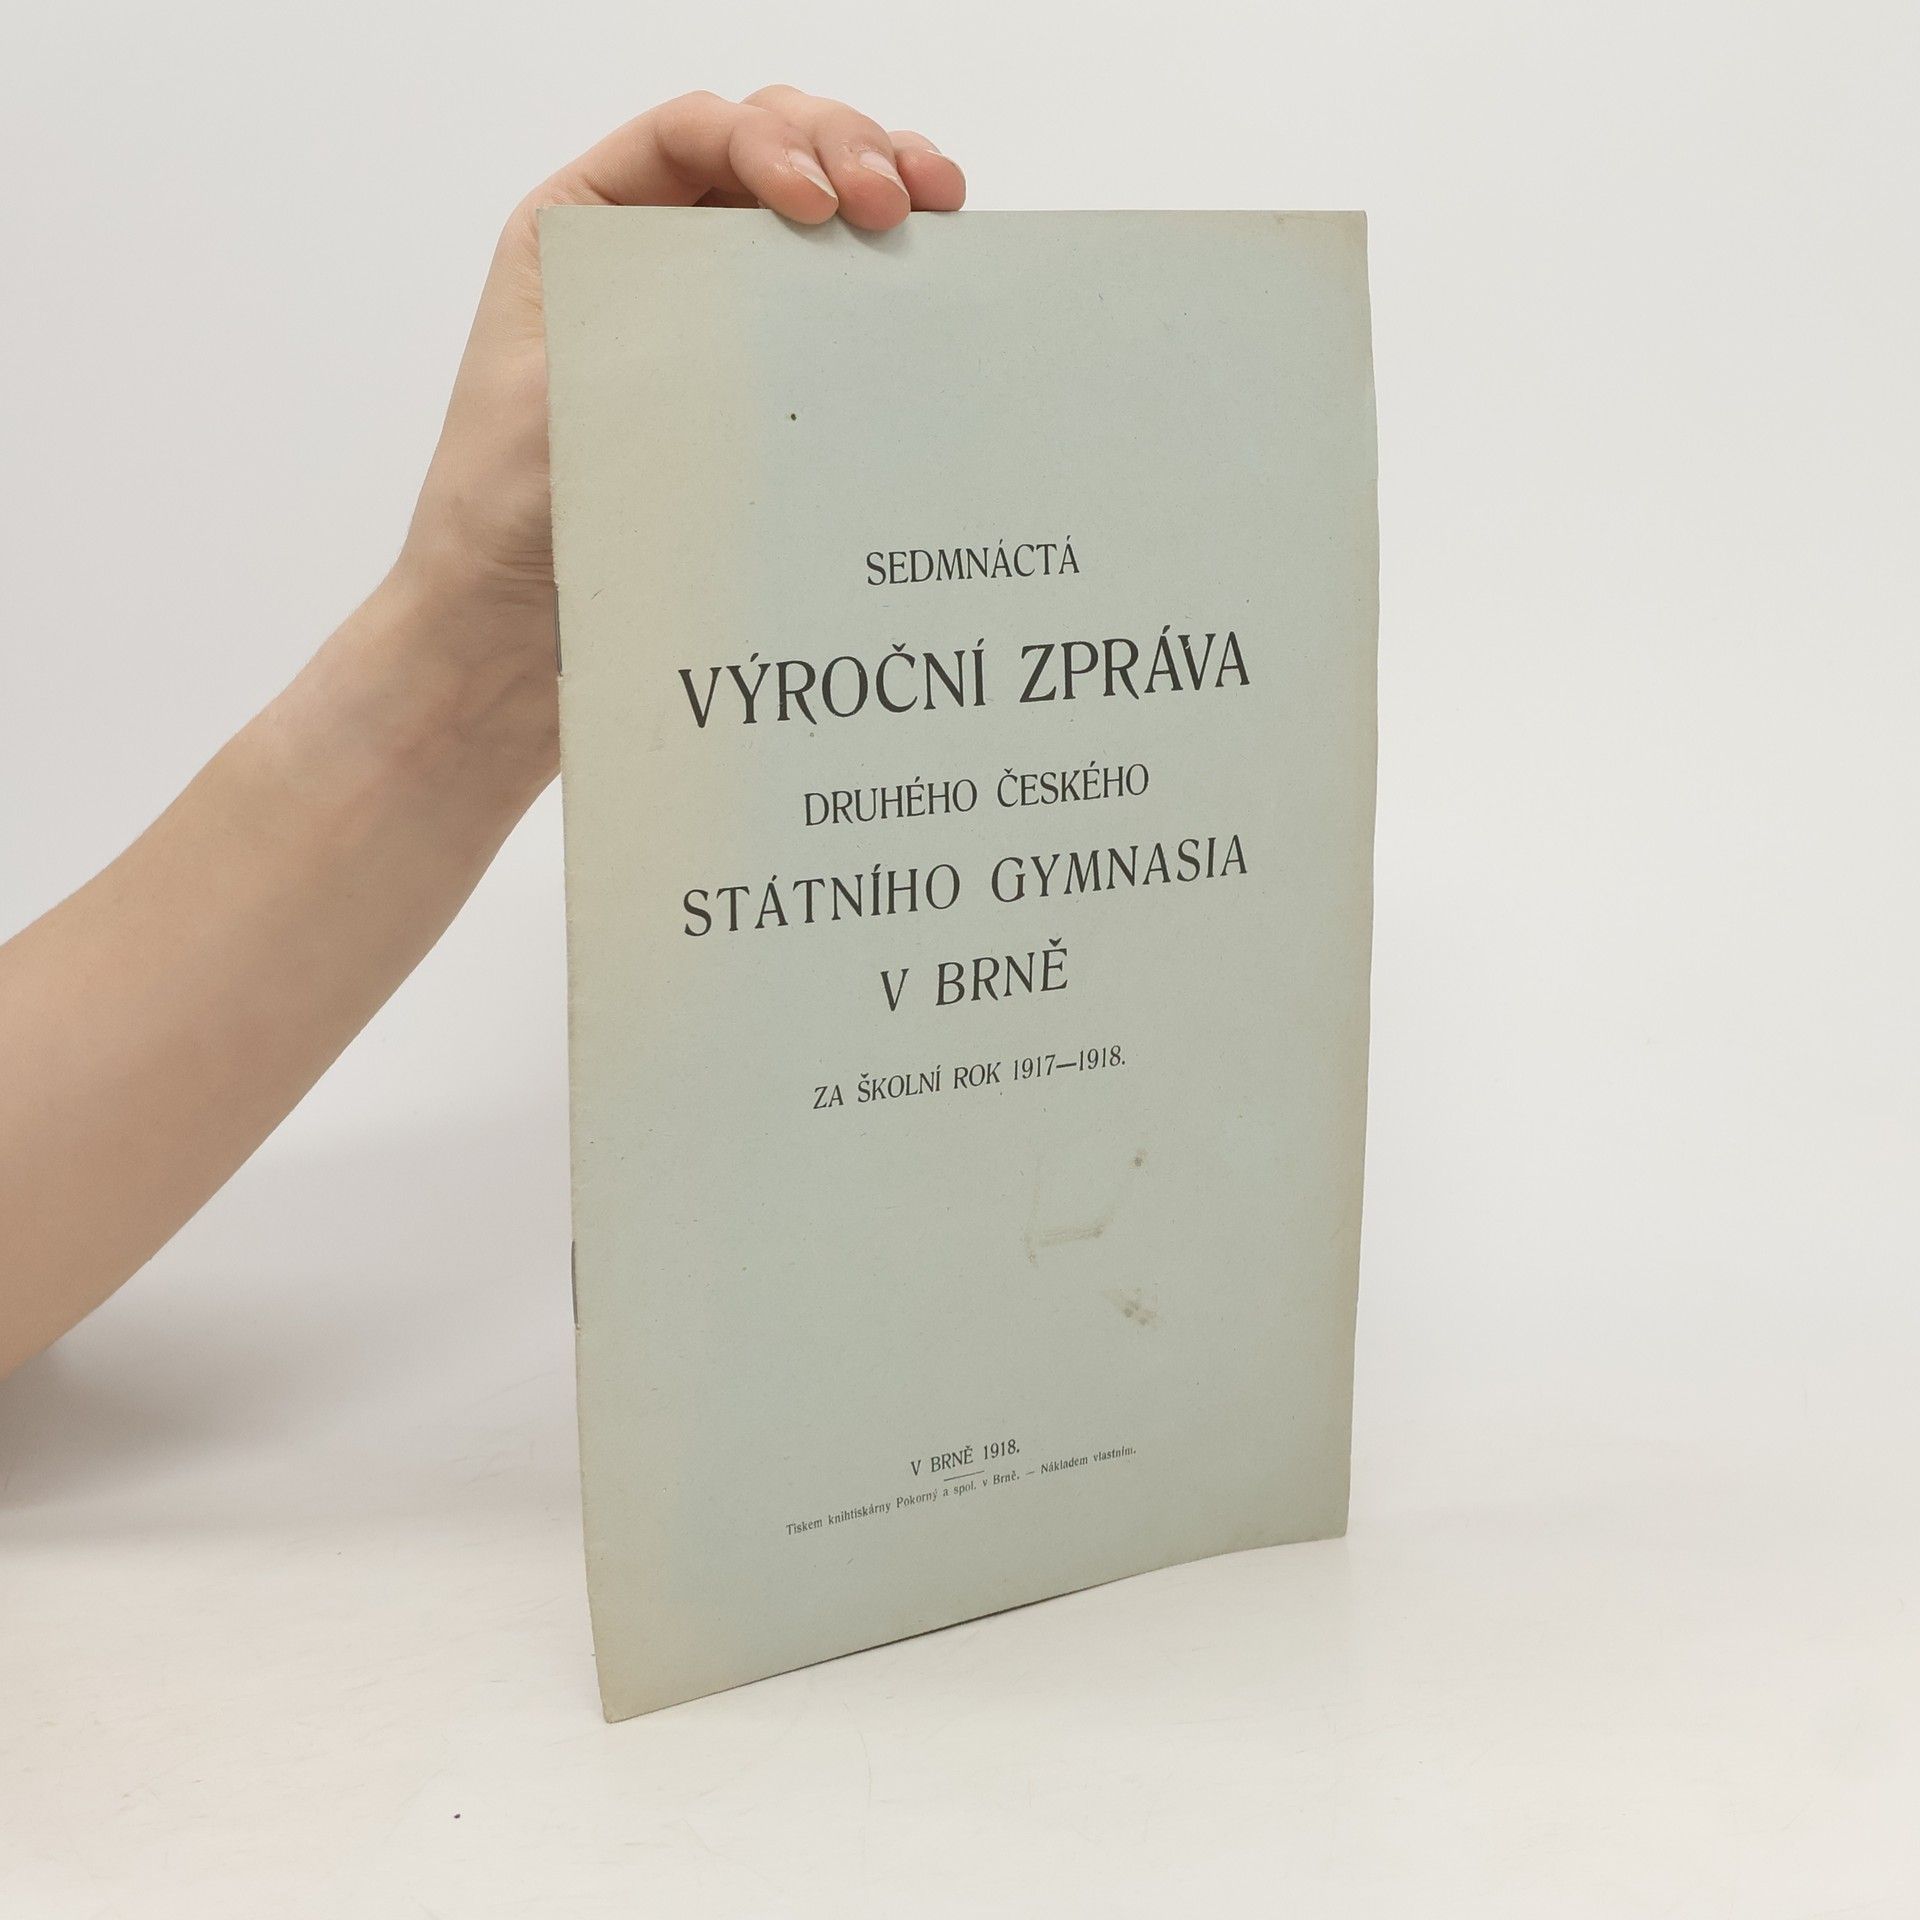 SEDMNÁCTÁ
VÝROČNÍ ZPRÁVA
DRUHÉHO ČESKÉHO
STÁTNÍHO GYMNASIA
V BRNĚ
ZA ŠKOLNÍ ROK 1917—1918.
V BRNĚ 1918.
Tiskem knihtiskárny Pokorný a spol. v Brně. — Nákladem vlastním.